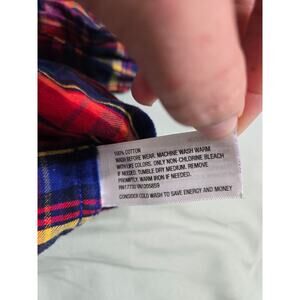 100% COTTON
WASH BEFORE WEAR. MACHINE WASH WARM
WITH LIKE COLORS. ONLY NON-CHLORINE BLEACH
IF NEEDED. TUMBLE DRY MEDIUM. REMOVE
PROMPTLY. WARM IRON IF NEEDED.
RN17730
CONSIDER COLD WASH TO SAVE ENERGY AND MONEY